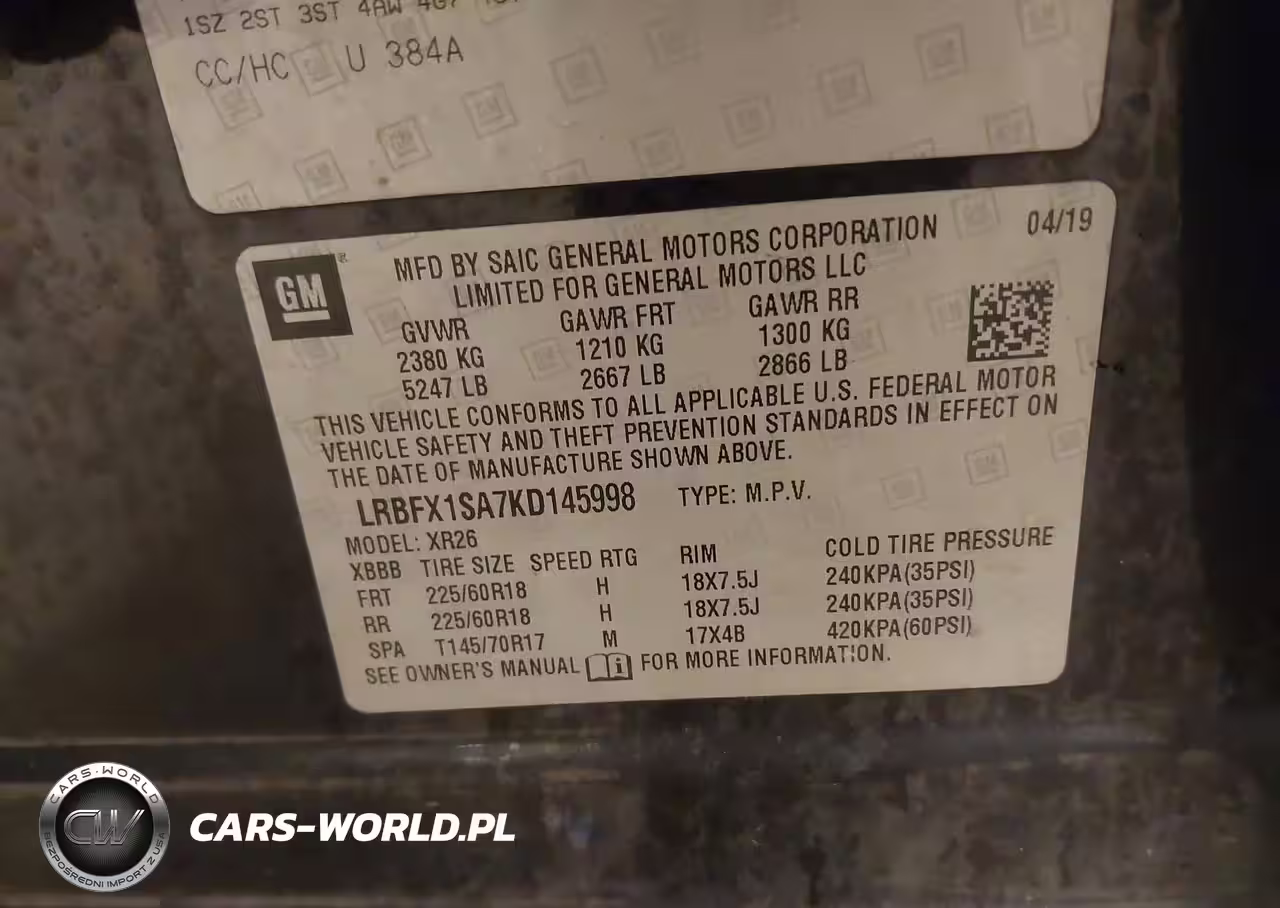 1SZ 2ST 3ST 4AW
CC/HC U 384A
GM
®
MFD BY SAIC GENERAL MOTORS CORPORATION 04/19
LIMITED FOR GENERAL MOTORS LLC
GVWR GAWR FRT GAWR RR
2380 KG 1210 KG 1300 KG
5247 LB 2667 LB 2866 LB
THIS VEHICLE CONFORMS TO ALL APPLICABLE U.S. FEDERAL MOTOR
VEHICLE SAFETY AND THEFT PREVENTION STANDARDS IN EFFECT ON
THE DATE OF MANUFACTURE SHOWN ABOVE.
LRBFX1SA7KD145998 TYPE: M.P.V.
MODEL: XR26
XBBB TIRE SIZE SPEED RTG RIM COLD TIRE PRESSURE
FRT 225/60R18 H 18X7.5J 240KPA(35PSI)
RR 225/60R18 H 18X7.5J 240KPA(35PSI)
SPA T145/70R17 M 17X4B 420KPA(60PSI)
SEE OWNER'S MANUAL FOR MORE INFORMATION.
CARS-WORLD
CW
BEZPOŚREDNI IMPORT Z USA
CARS-WORLD.PL